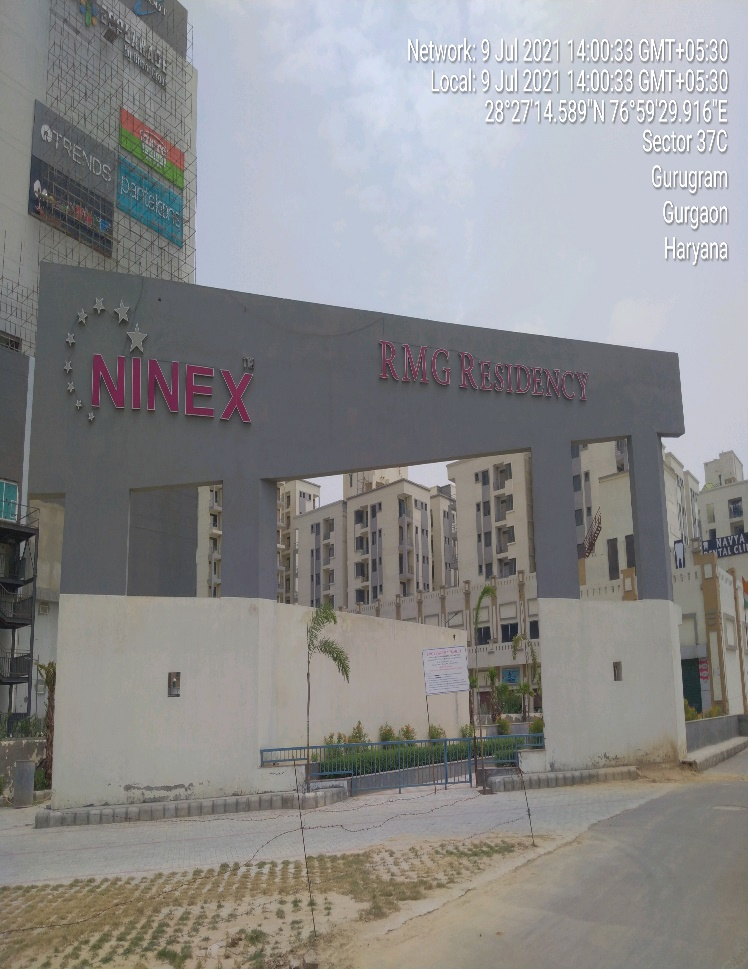 Network: 9 Jul 2021 14:00:33 GMT+05:30
Local: 9 Jul 2021 14:00:33 GMT+05:30
28°27'14.589"N 76°59'29.916"E
Sector 37C
Gurugram
Gurgaon
Haryana
TRENDS
pantaloons
NINEX
RMG RESIDENCY
NAVYA
DENTAL CLI